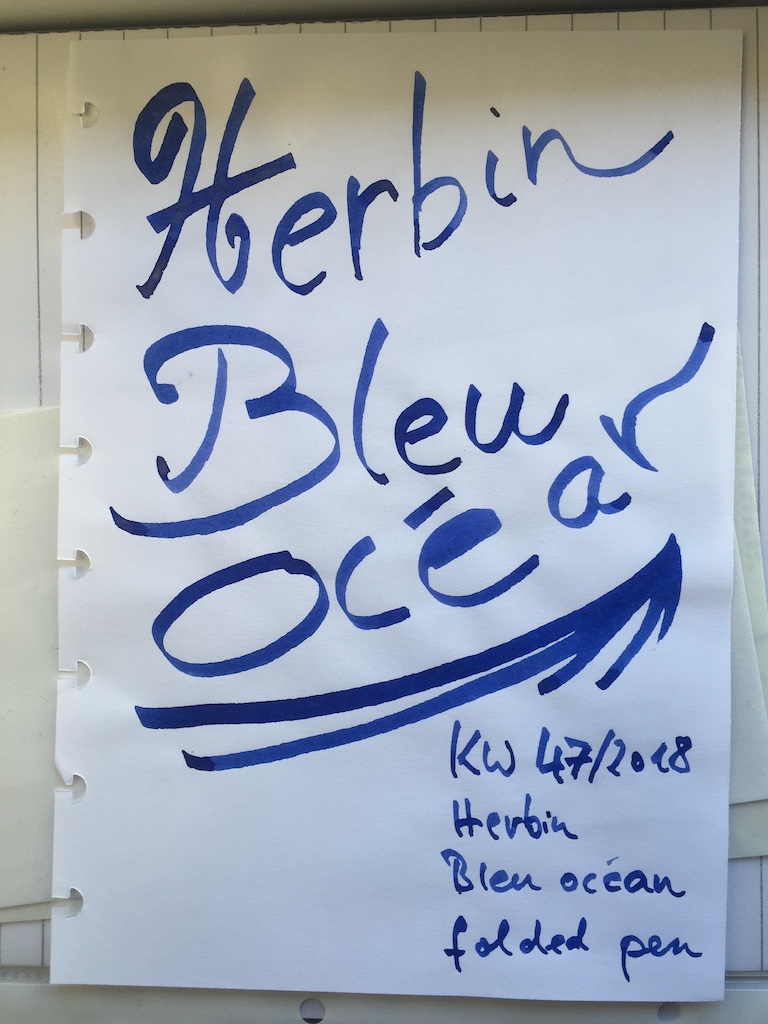 Herbin
Bleu
océan
KW 47/2018
Herbin
Bleu océan
folded pen